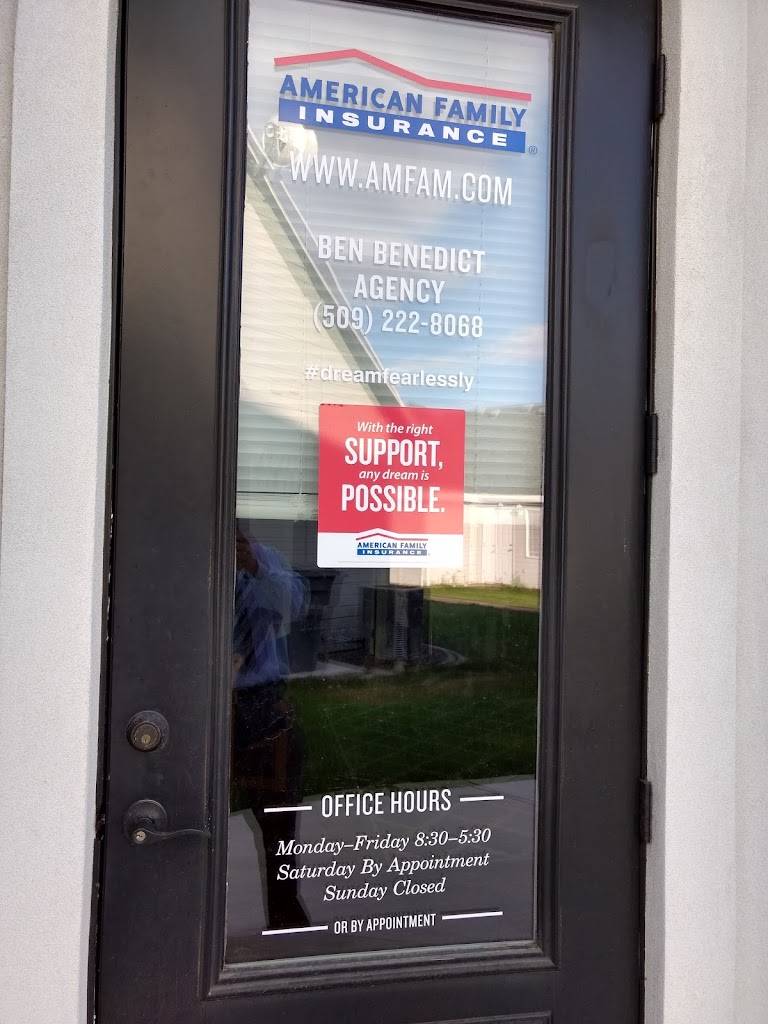 AMERICAN FAMILY
INSURANCE®
WWW.AMFAM.COM
BEN BENEDICT
AGENCY
(509) 222-8068
#dreamfearlessly
With the right
SUPPORT,
any dream is
POSSIBLE.
AMERICAN FAMILY
INSURANCE
OFFICE HOURS
Monday–Friday 8:30–5:30
Saturday By Appointment
Sunday Closed
OR BY APPOINTMENT